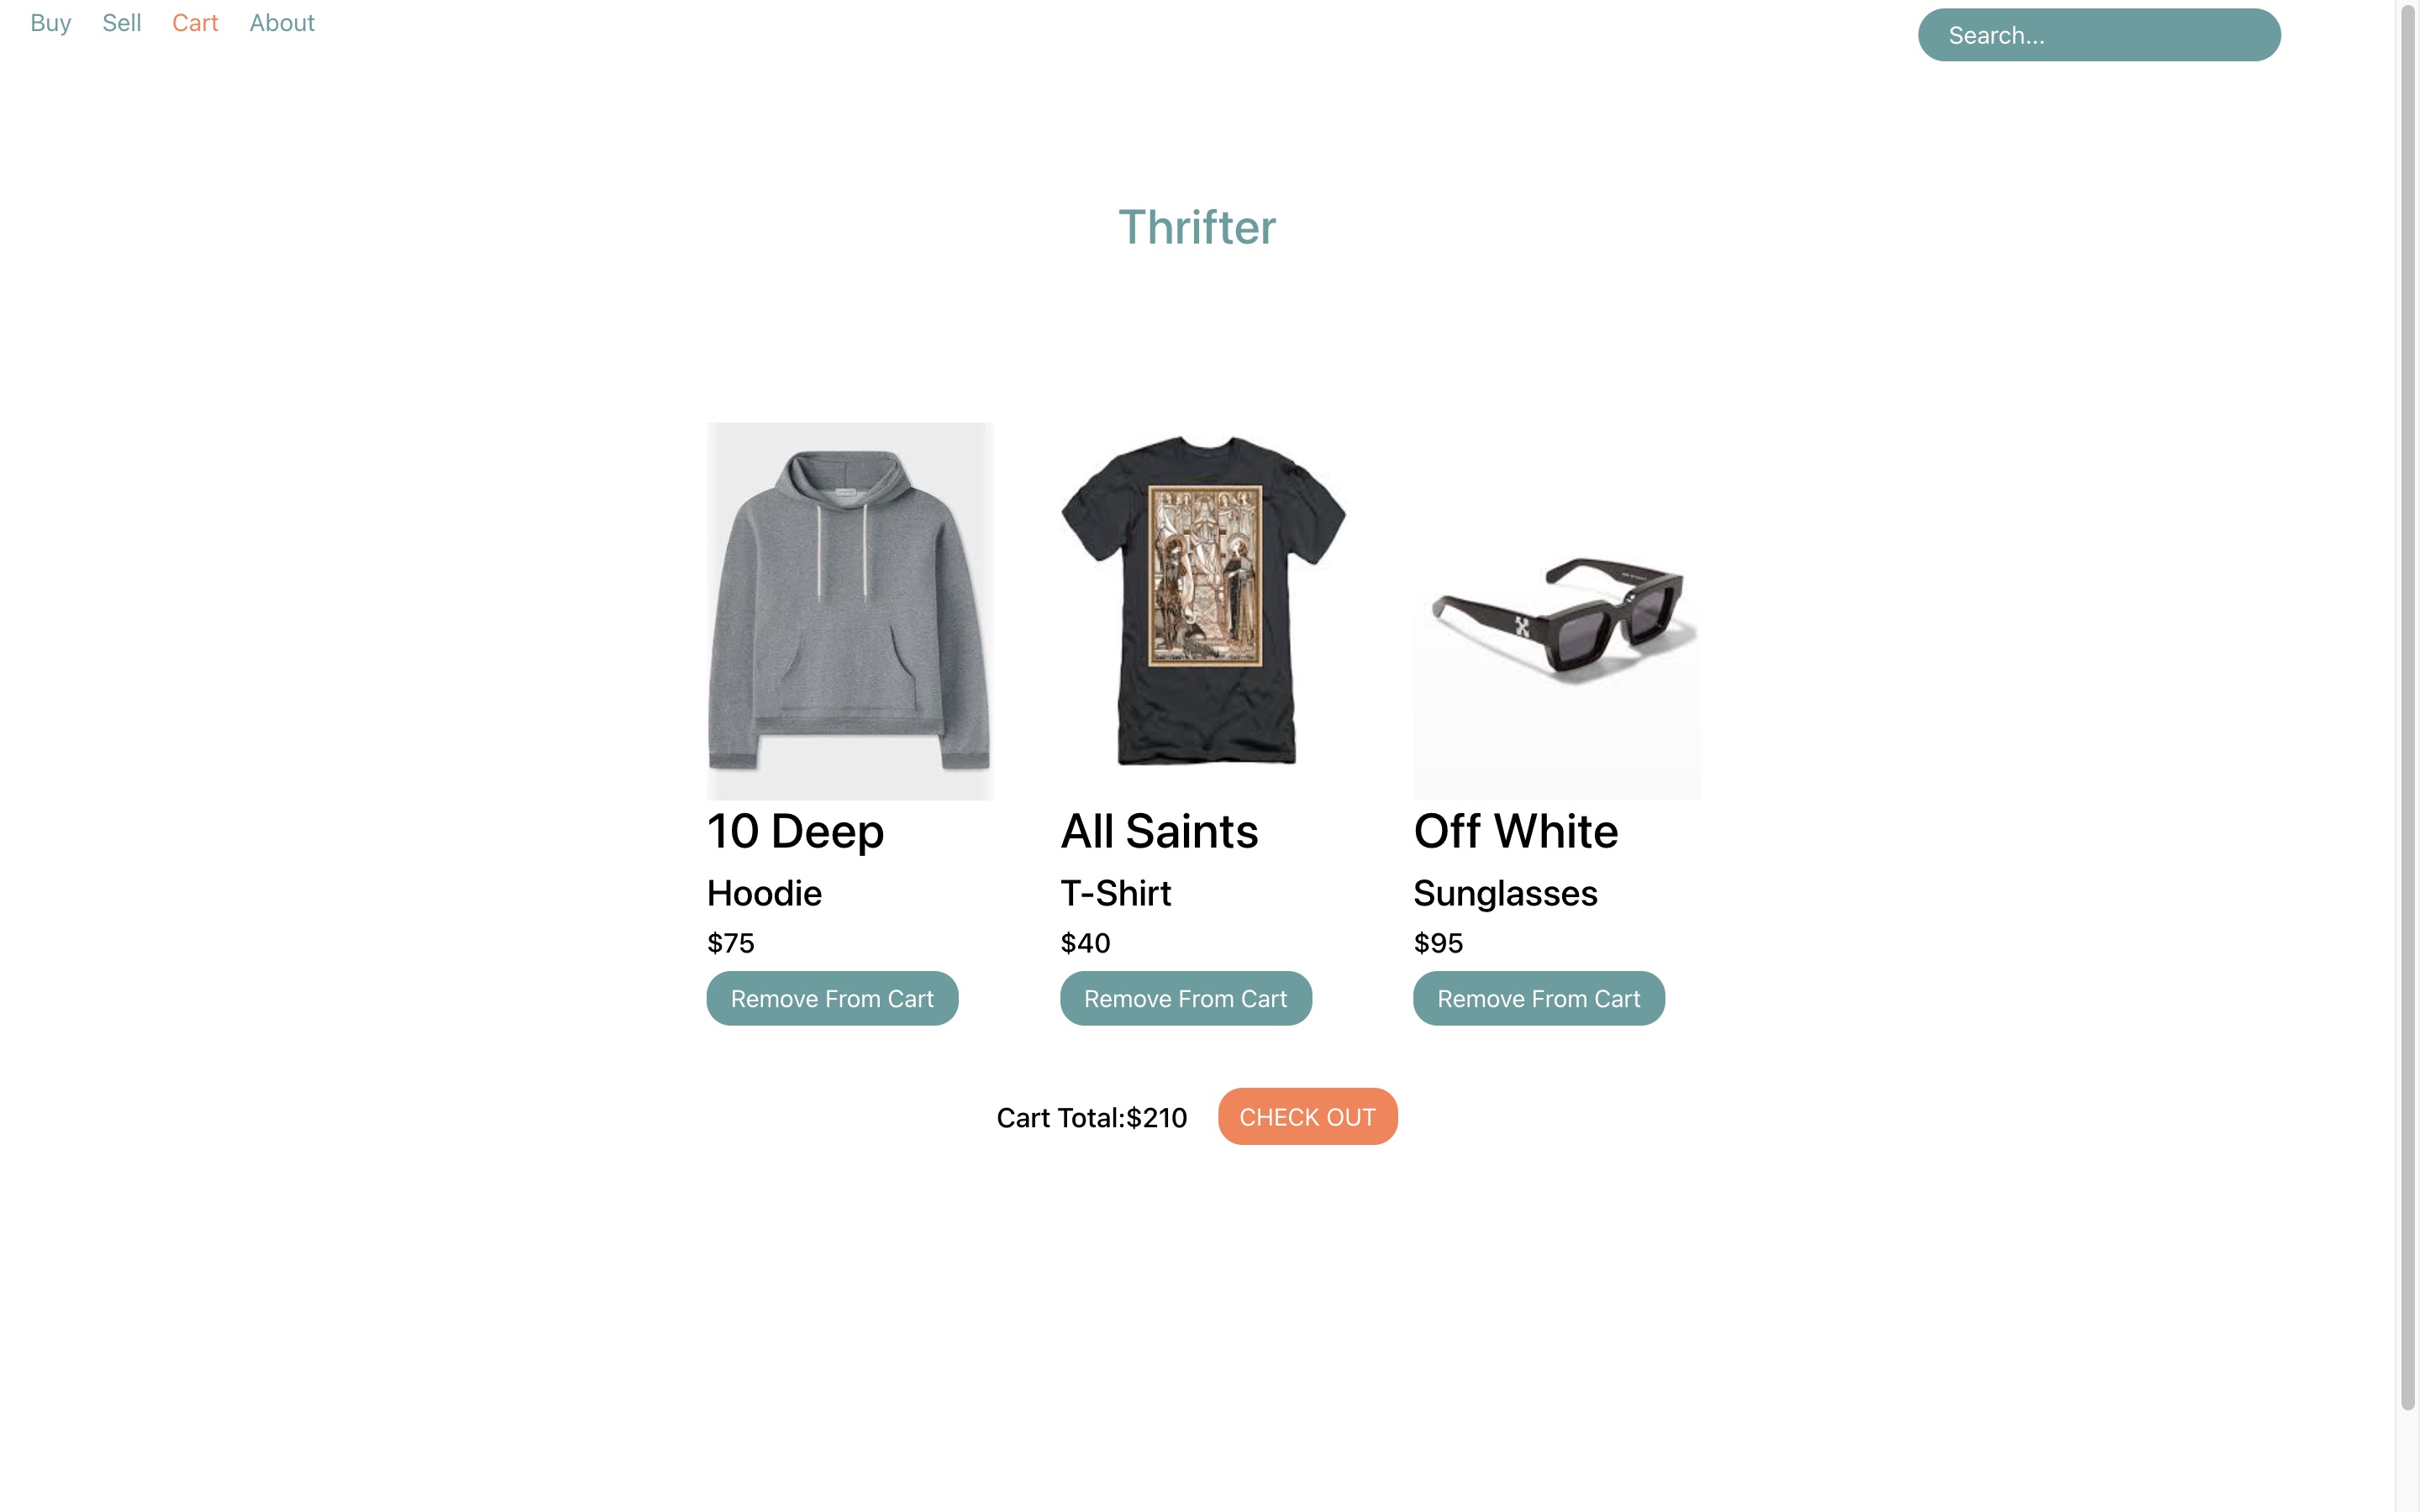 Buy Sell Cart About
Search...
Thrifter
10 Deep
Hoodie
$75
Remove From Cart
All Saints
T-Shirt
$40
Remove From Cart
Off White
Sunglasses
$95
Remove From Cart
Cart Total:$210
CHECK OUT